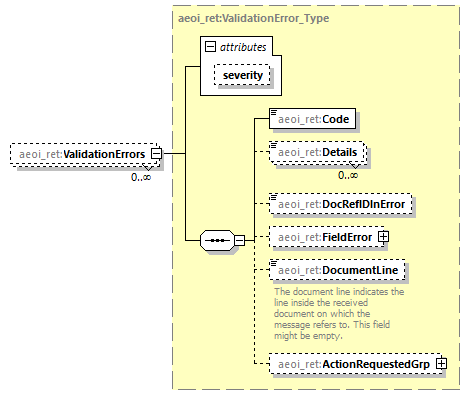 aeoi_ret:ValidationError_Type
attributes
severity
aeoi_ret:ValidationErrors
0..∞
aeoi_ret:Code
aeoi_ret:Details
0..∞
aeoi_ret:DocRefIDInError
aeoi_ret:FieldError
aeoi_ret:DocumentLine
The document line indicates the
line inside the received
document on which the
message refers to. This field
might be empty.
aeoi_ret:ActionRequestedGrp